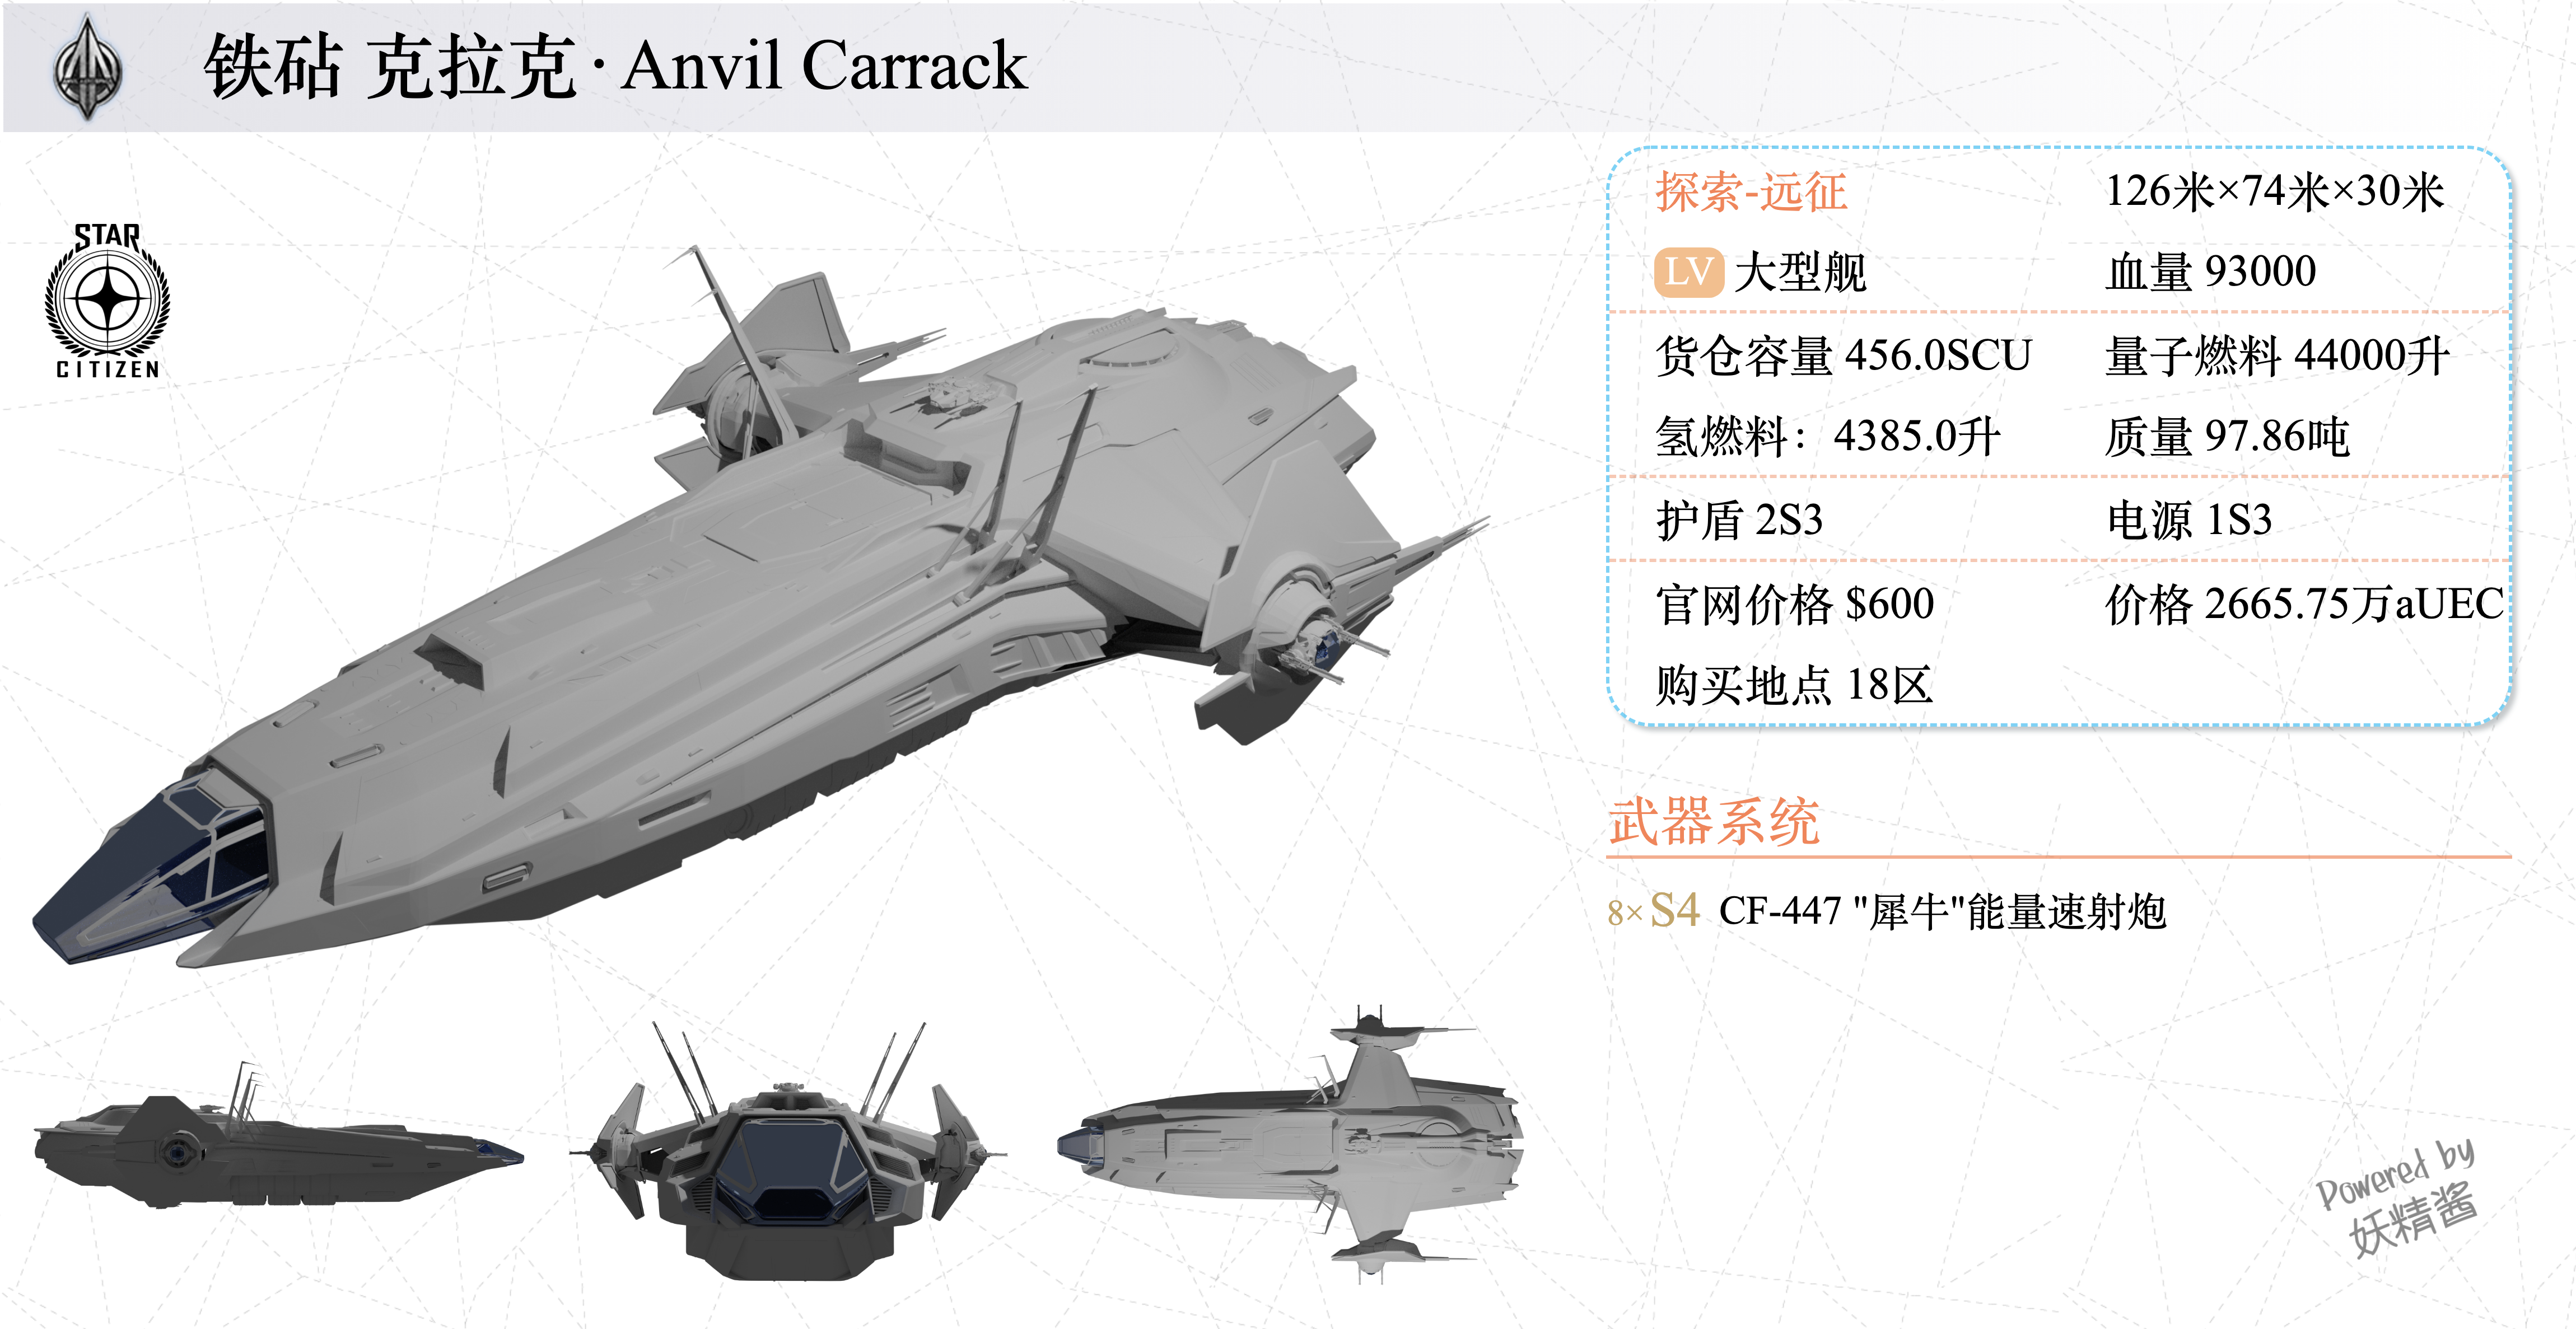 铁砧 克拉克·Anvil Carrack
STAR
CITIZEN
探索-远征 126米×74米×30米
LV 大型舰 血量 93000
货仓容量 456.0SCU 量子燃料 44000升
氢燃料：4385.0升 质量 97.86吨
护盾 2S3 电源 1S3
官网价格 $600 价格 2665.75万aUEC
购买地点 18区
武器系统
8× S4 CF-447 "犀牛"能量速射炮
Powered by
妖精酱